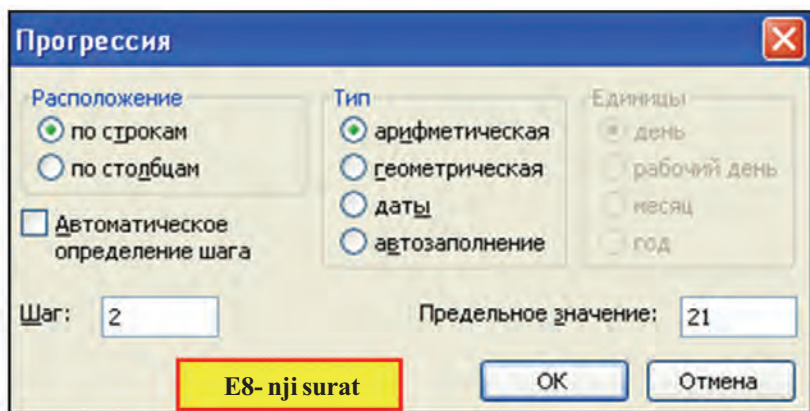 Прогрессия
Расположение
по строкам
по столбцам
Автоматическое
определение шага
Тип
арифметическая
геометрическая
даты
автозаполнение
Единицы
день
рабочий день
месяц
год
Шаг: 2
Предельное значение: 21
E8- nji surat
ОК
Отмена